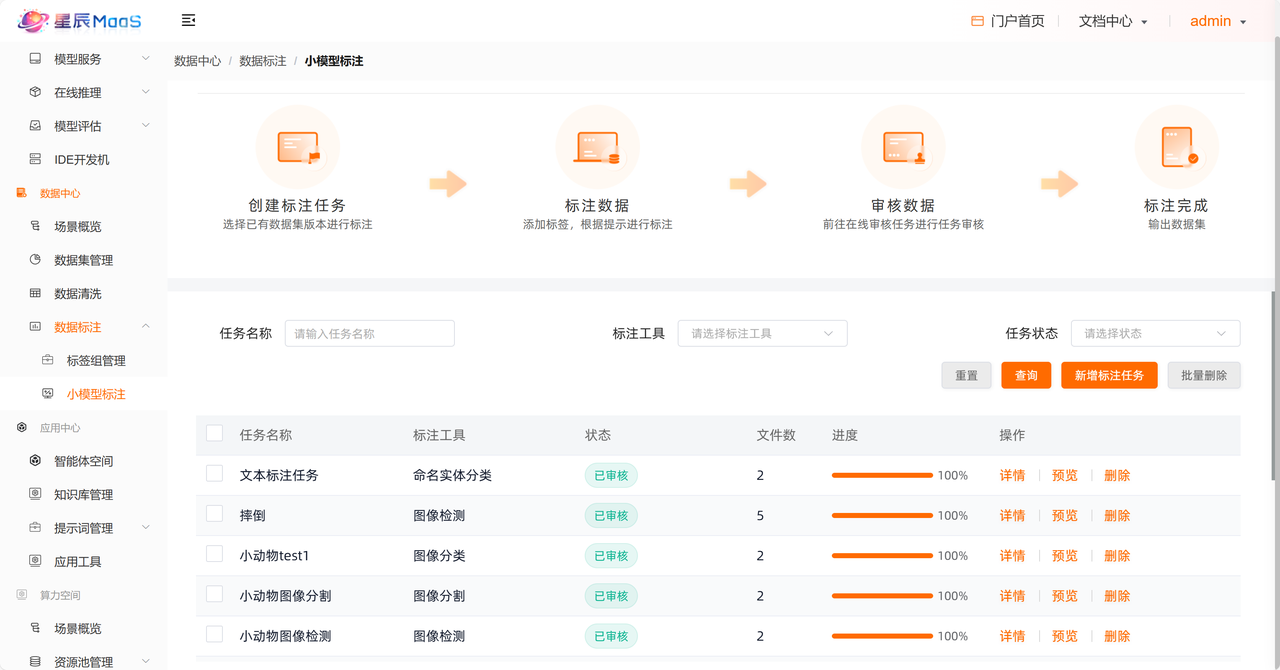 星辰MaaS
门户首页
文档中心
admin
模型服务
在线推理
模型评估
IDE开发机
数据中心
场景概览
数据集管理
数据清洗
数据标注
标签组管理
小模型标注
应用中心
智能体空间
知识库管理
提示词管理
应用工具
算力空间
场景概览
资源池管理
数据中心 / 数据标注 / 小模型标注
创建标注任务
选择已有数据集版本进行标注
标注数据
添加标签，根据提示进行标注
审核数据
前往在线审核任务进行任务审核
标注完成
输出数据集
任务名称 请输入任务名称 标注工具 请选择标注工具 任务状态 请选择状态
重置 查询 新增标注任务 批量删除
任务名称 标注工具 状态 文件数 进度 操作
文本标注任务 命名实体分类 已审核 2 100% 详情 预览 删除
摔倒 图像检测 已审核 5 100% 详情 预览 删除
小动物test1 图像分类 已审核 2 100% 详情 预览 删除
小动物图像分割 图像分割 已审核 2 100% 详情 预览 删除
小动物图像检测 图像检测 已审核 2 100% 详情 预览 删除